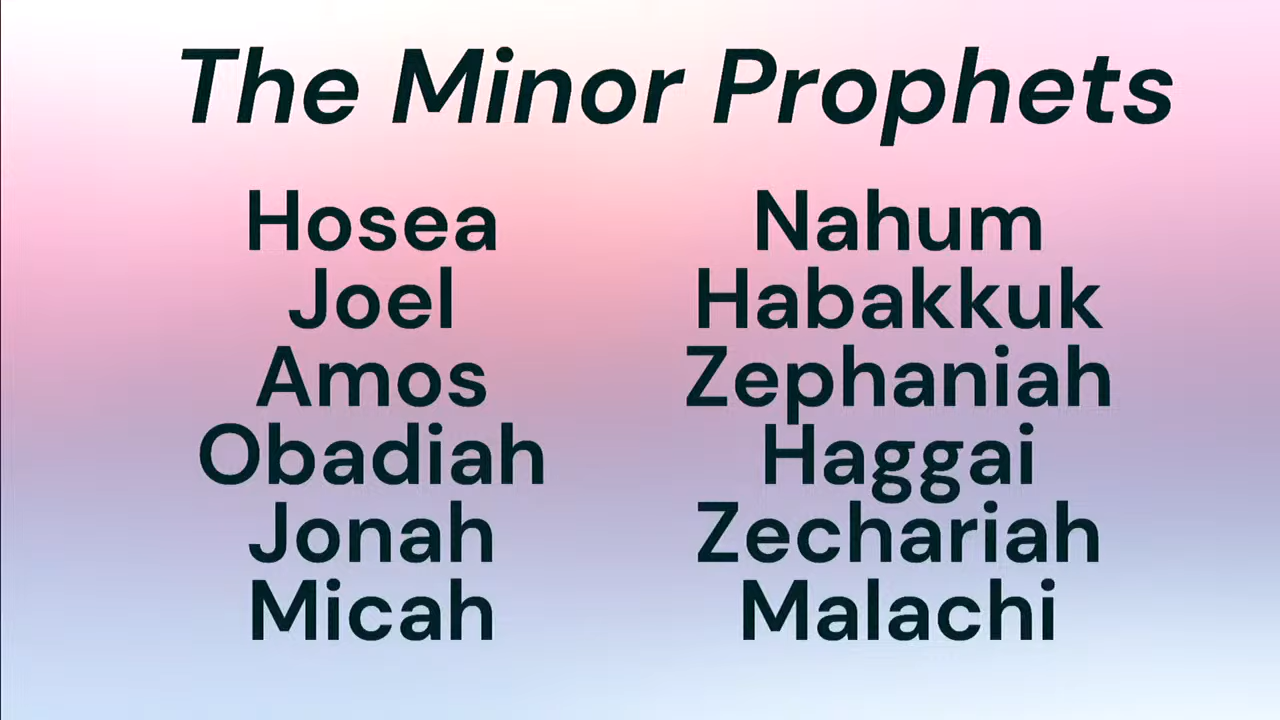 The Minor Prophets
Hosea
Joel
Amos
Obadiah
Jonah
Micah
Nahum
Habakkuk
Zephaniah
Haggai
Zechariah
Malachi